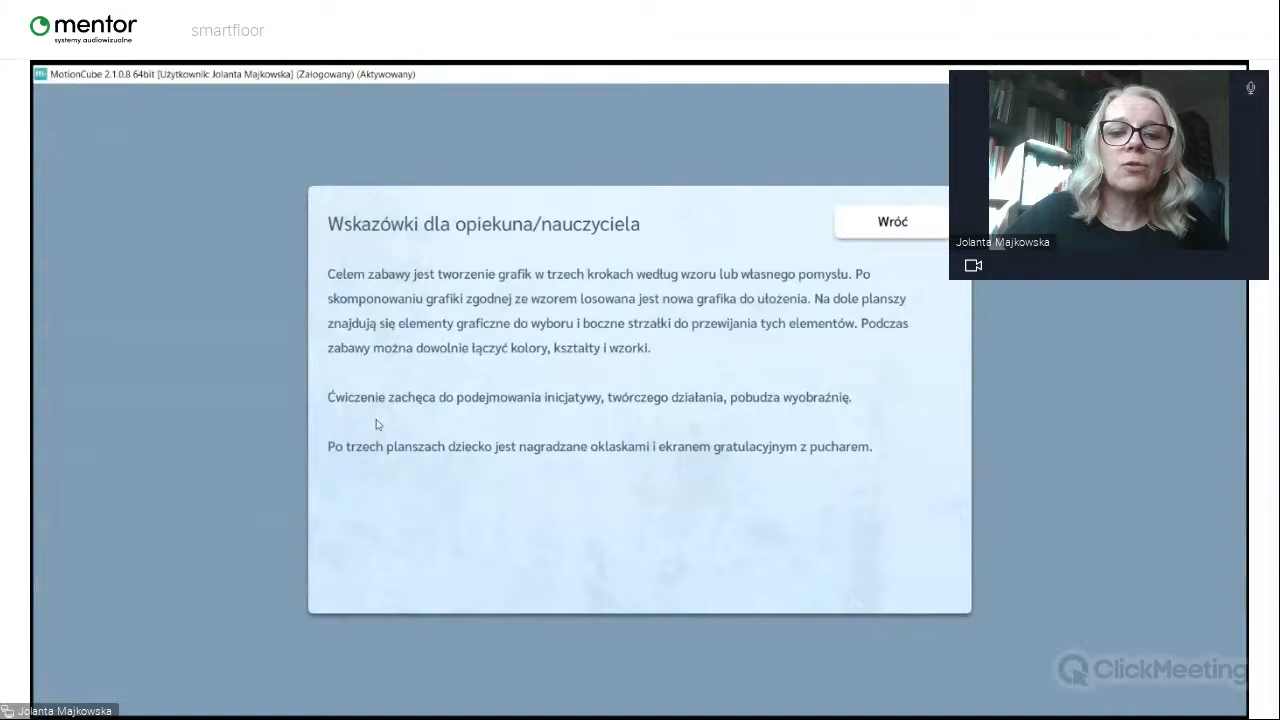 mentor
systemy audiowizualne
smartfloor
MotionCube 2.1.0.8 64bit [Użytkownik: Jolanta Majkowska] (Zalogowany) (Aktywowany)
Wskazówki dla opiekuna/nauczyciela
Wróć
Jolanta Majkowska
Celem zabawy jest tworzenie grafik w trzech krokach według wzoru lub własnego pomysłu. Po
skomponowaniu grafiki zgodnej ze wzorem losowana jest nowa grafika do ułożenia. Na dole planszy
znajdują się elementy graficzne do wyboru i boczne strzałki do przewijania tych elementów. Podczas
zabawy można dowolnie łączyć kolory, kształty i wzorki.
Ćwiczenie zachęca do podejmowania inicjatywy, twórczego działania, pobudza wyobraźnię.
Po trzech planszach dziecko jest nagradzane oklaskami i ekranem gratulacyjnym z pucharem.
ClickMeeting
Jolanta Majkowska